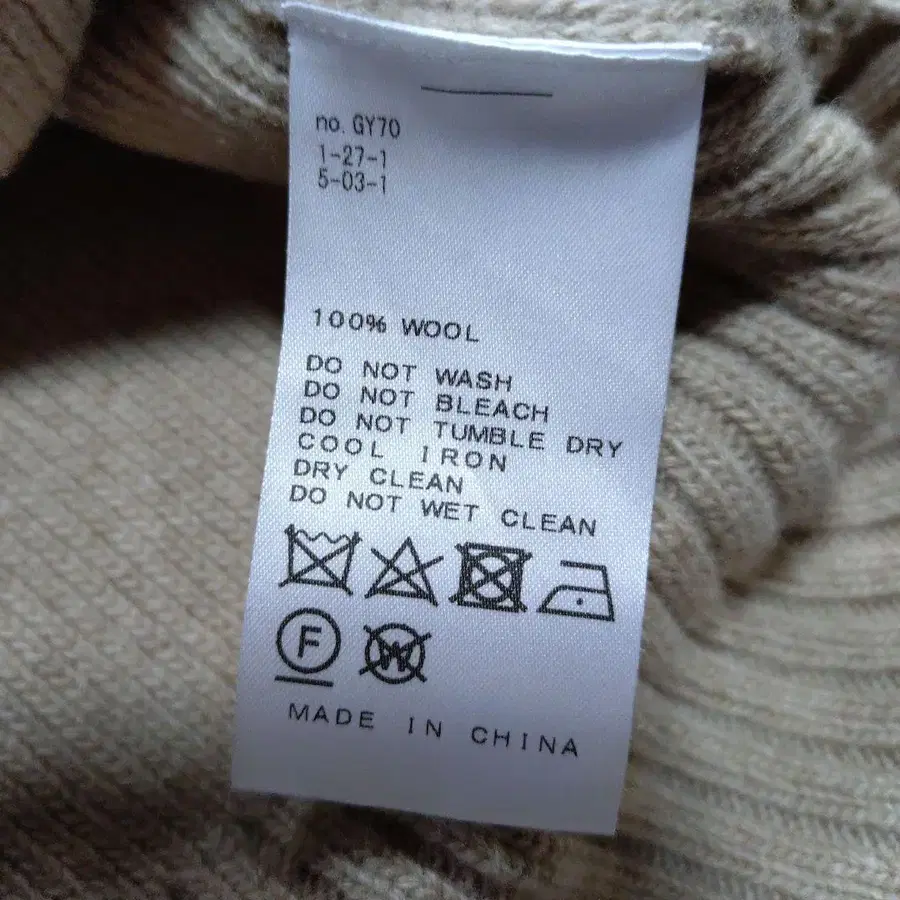 no. GY70
1-27-1
5-03-1
100% WOOL
DO NOT WASH
DO NOT BLEACH
DO NOT TUMBLE DRY
COOL IRON
DRY CLEAN
DO NOT WET CLEAN
F W
MADE IN CHINA